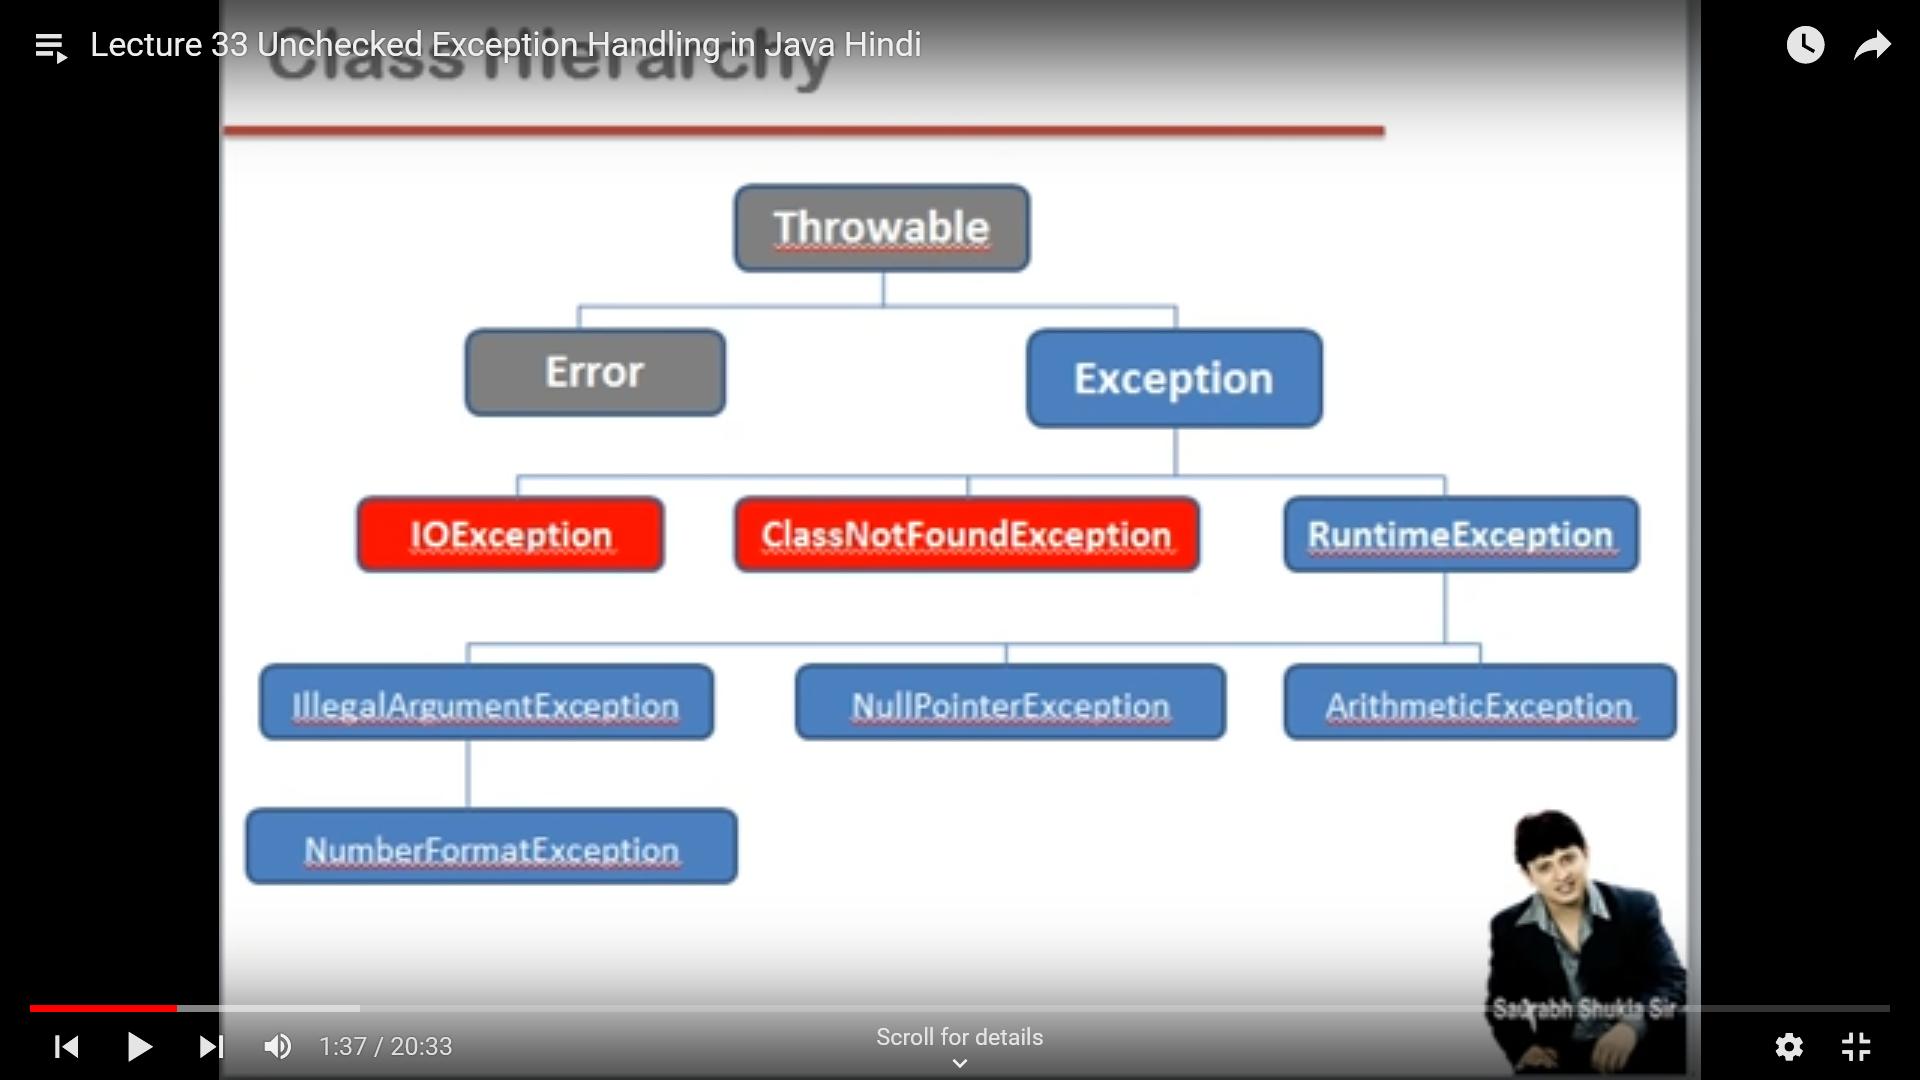 Lecture 33 Unchecked Exception Handling in Java Hindi
Class Hierarchy
Throwable
Error
Exception
IOException
ClassNotFoundException
RuntimeException
IllegalArgumentException
NullPointerException
ArithmeticException
NumberFormatException
Saurabh Shukla Sir
1:37 / 20:33
Scroll for details